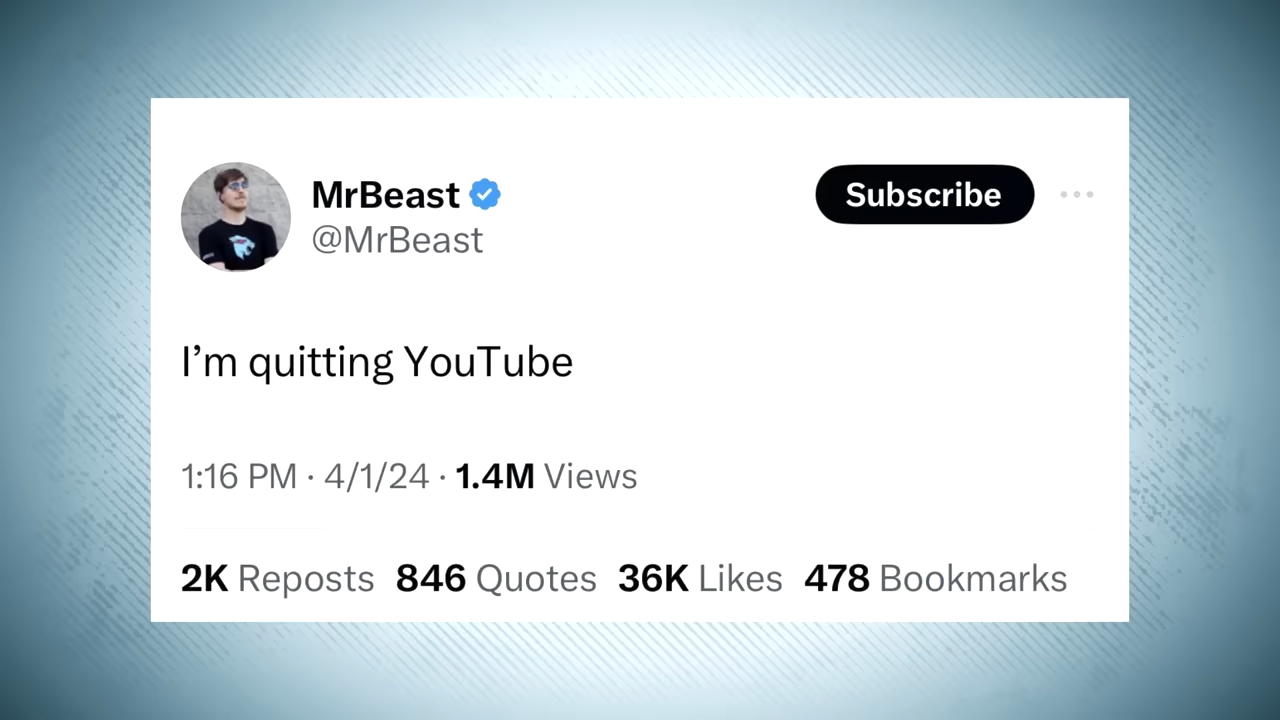 MrBeast
Subscribe
@MrBeast
I’m quitting YouTube
1:16 PM · 4/1/24 · 1.4M Views
2K Reposts 846 Quotes 36K Likes 478 Bookmarks